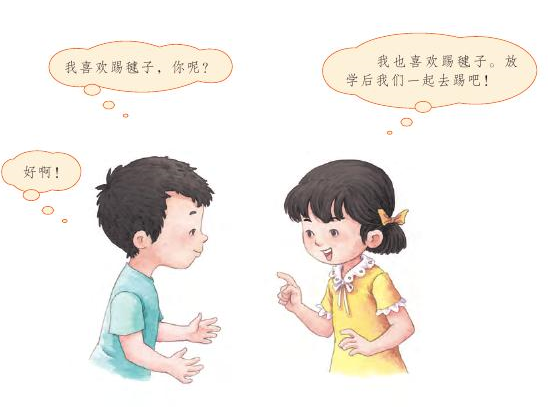 我喜欢踢毽子，你呢？
我也喜欢踢毽子。放
学后我们一起去踢吧！
好啊！